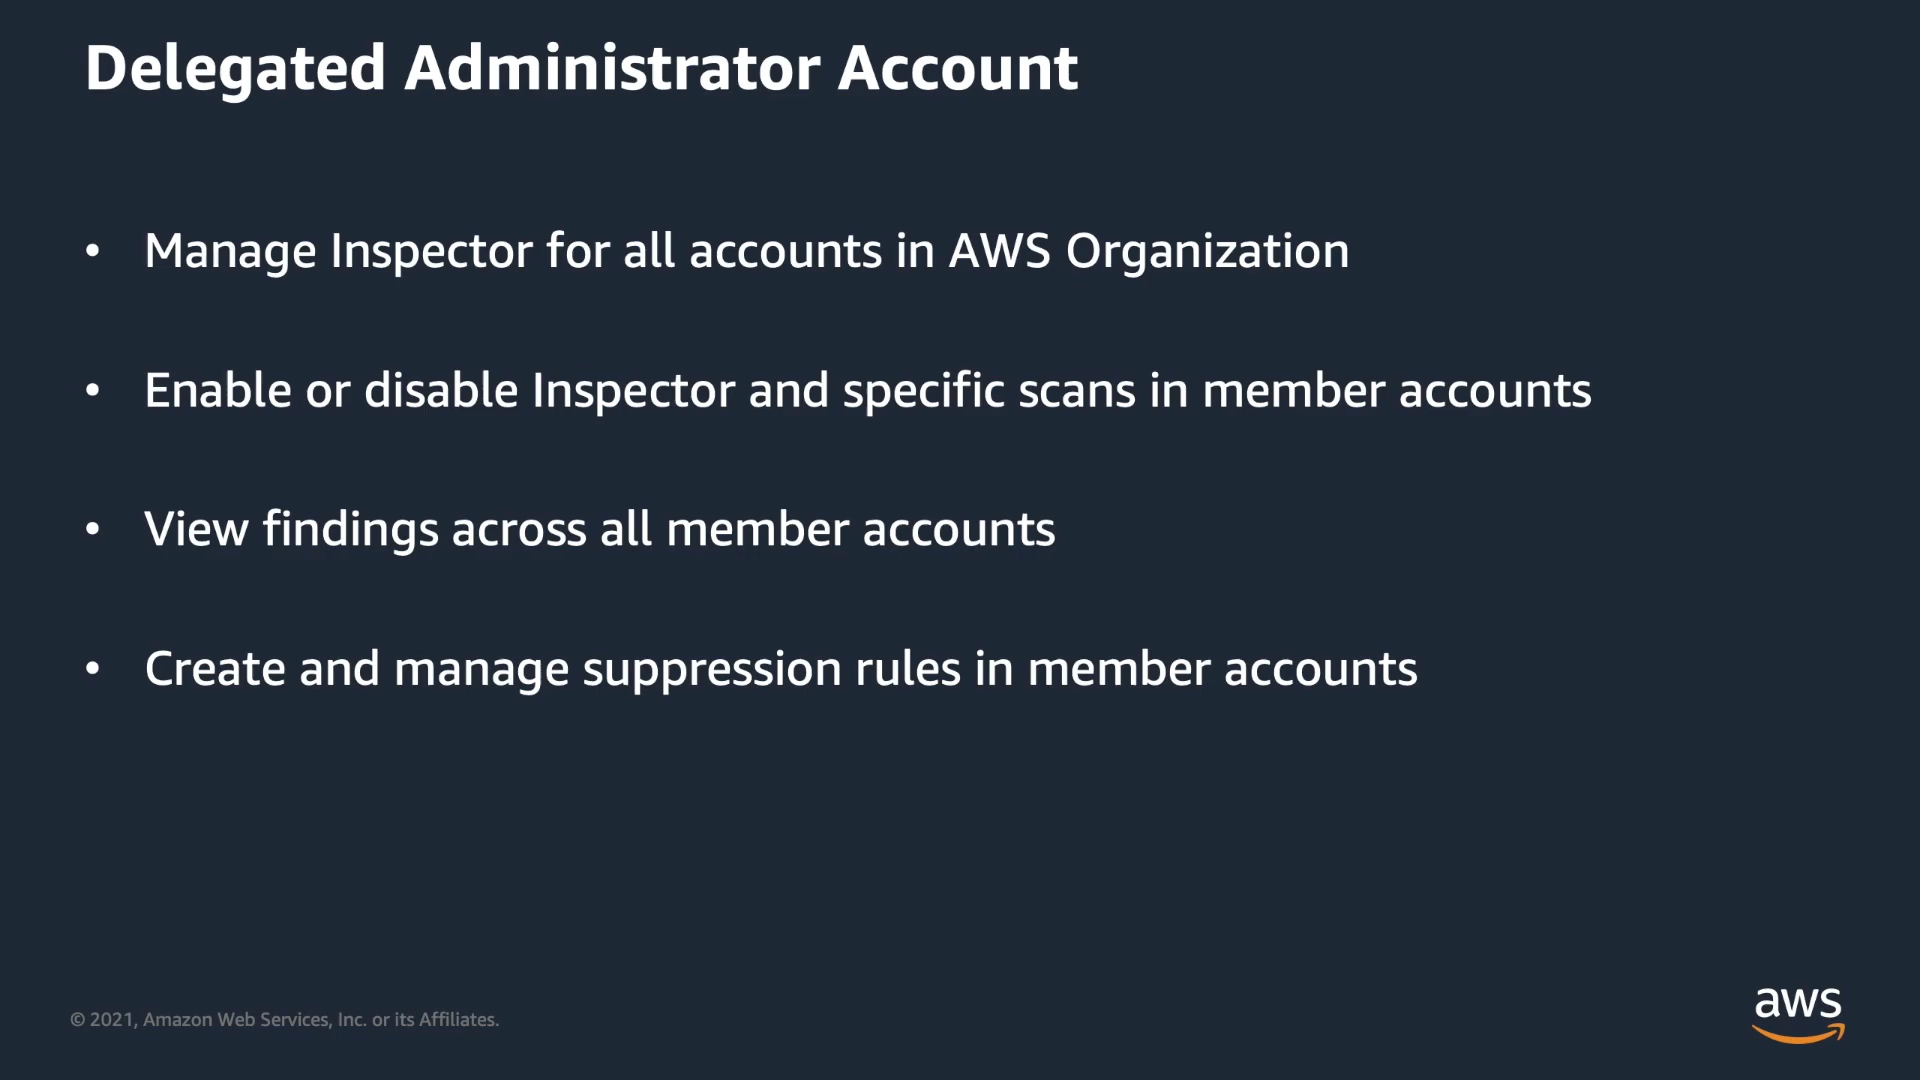 Delegated Administrator Account
• Manage Inspector for all accounts in AWS Organization
• Enable or disable Inspector and specific scans in member accounts
• View findings across all member accounts
• Create and manage suppression rules in member accounts
© 2021, Amazon Web Services, Inc. or its Affiliates.
aws